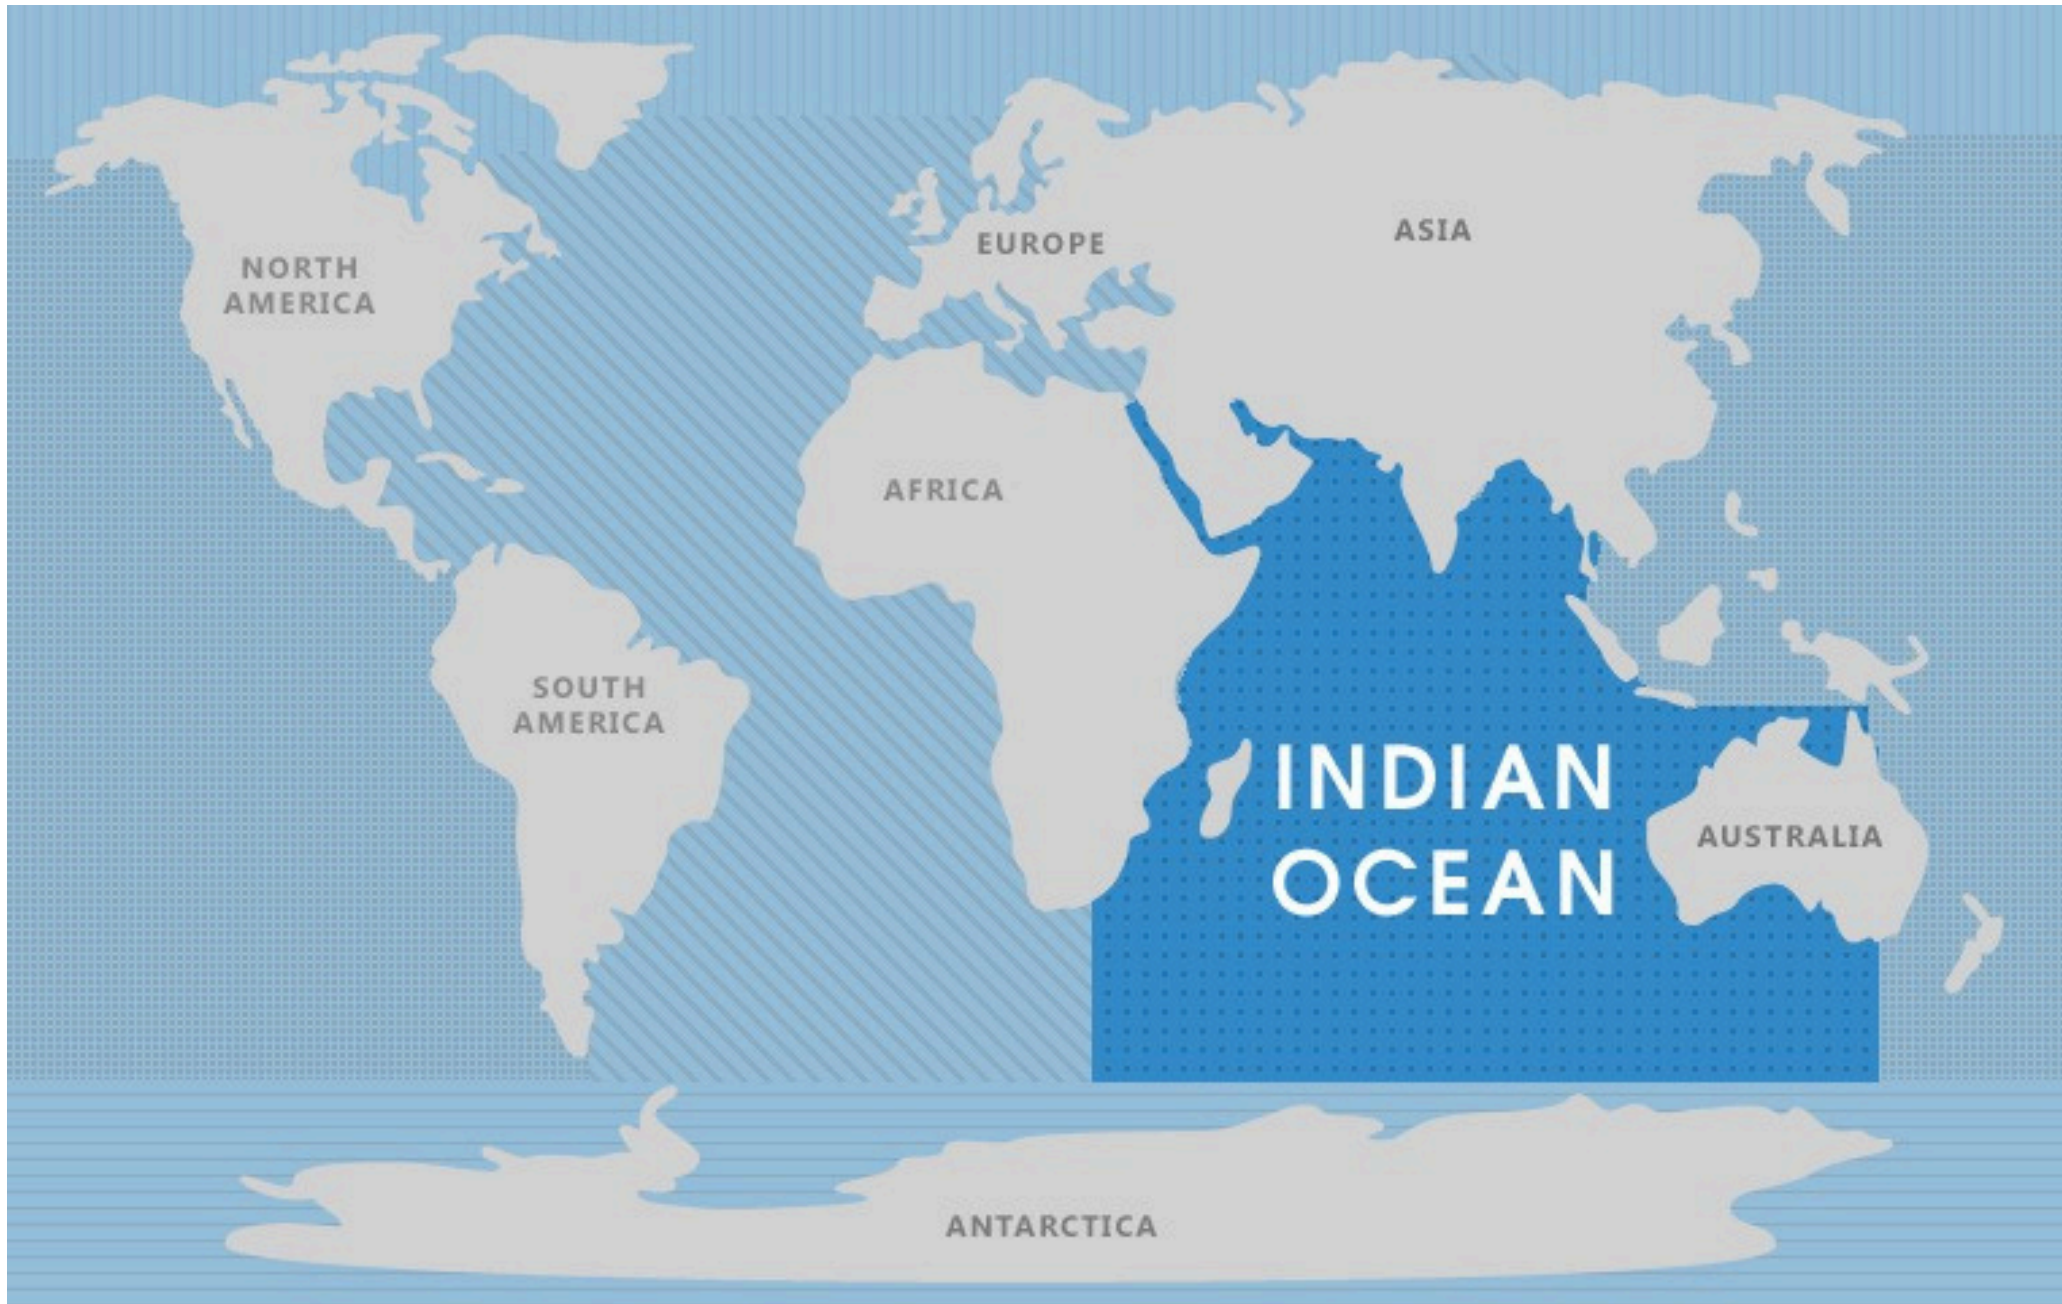 NORTH
AMERICA
EUROPE
ASIA
AFRICA
SOUTH
AMERICA
INDIAN
OCEAN
AUSTRALIA
ANTARCTICA